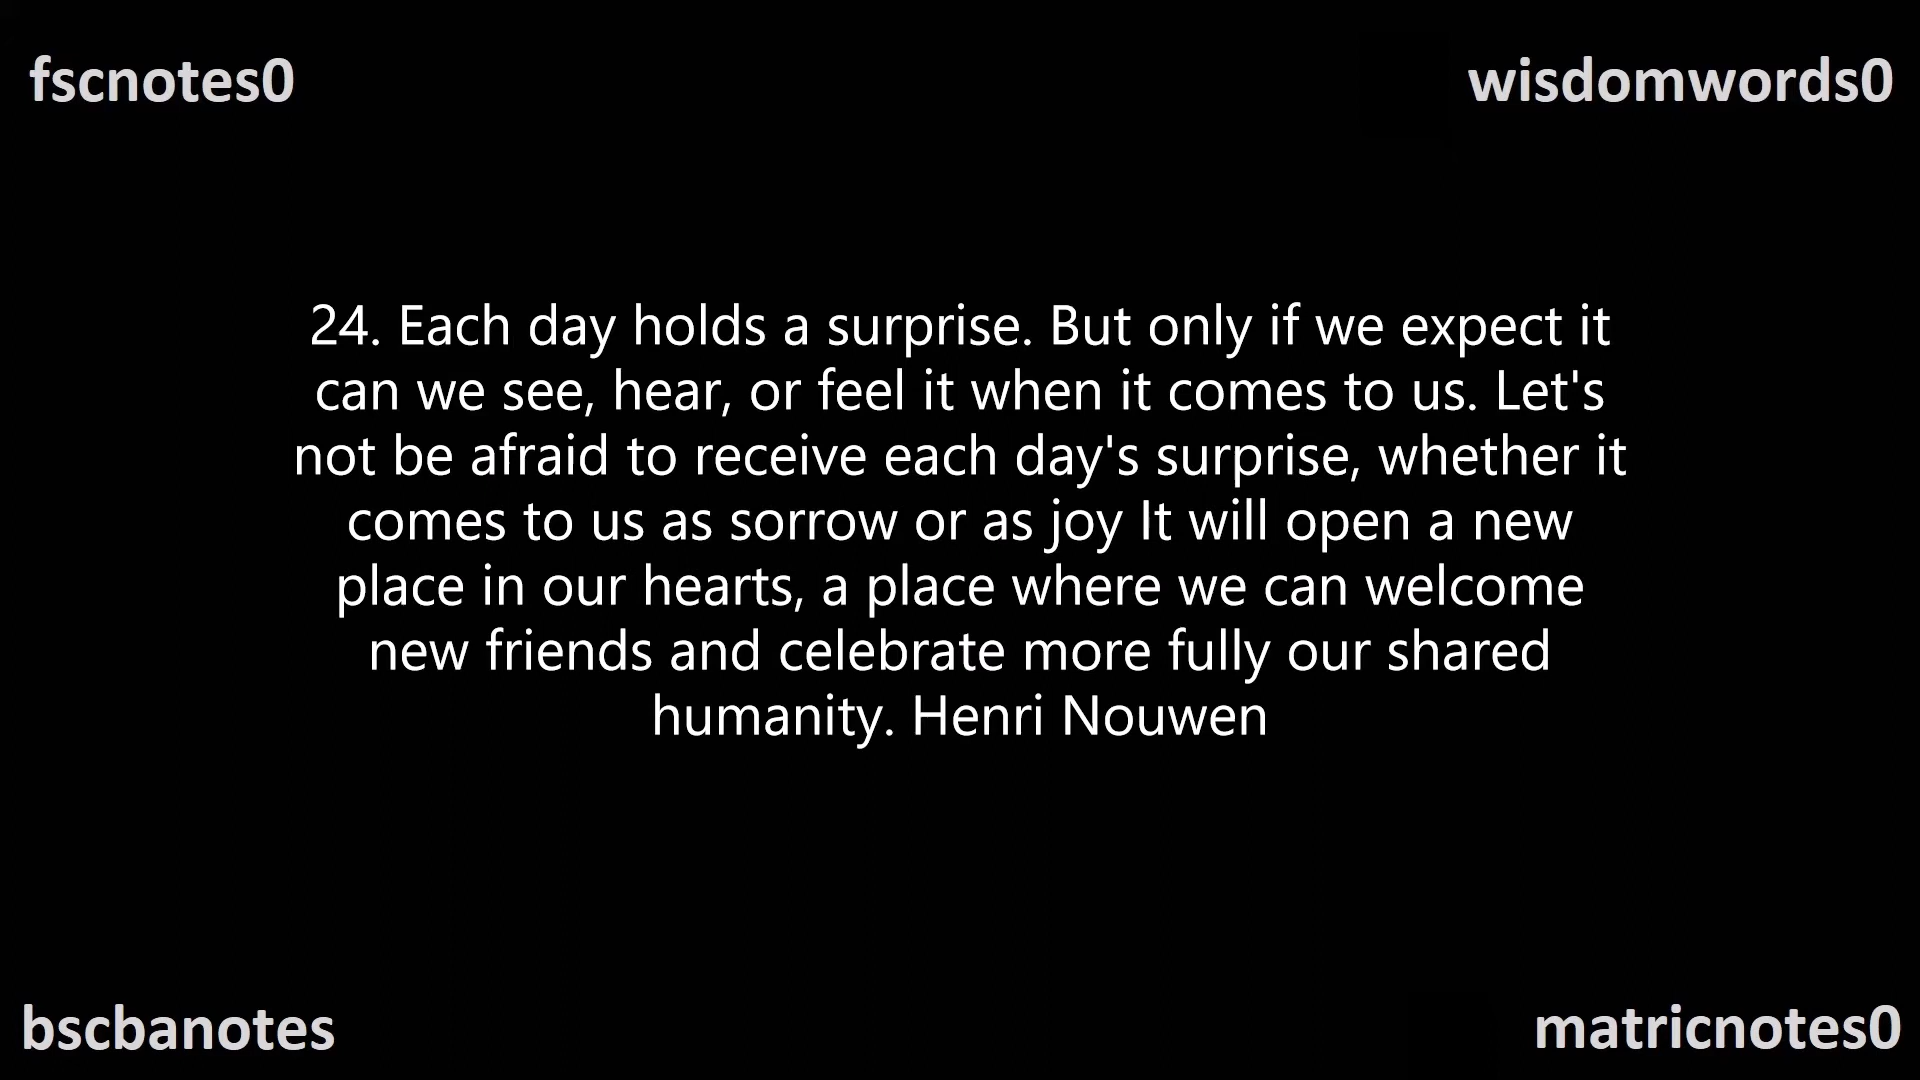 fscnotes0
wisdomwords0
24. Each day holds a surprise. But only if we expect it
can we see, hear, or feel it when it comes to us. Let's
not be afraid to receive each day's surprise, whether it
comes to us as sorrow or as joy It will open a new
place in our hearts, a place where we can welcome
new friends and celebrate more fully our shared
humanity. Henri Nouwen
bscbanotes
matricnotes0